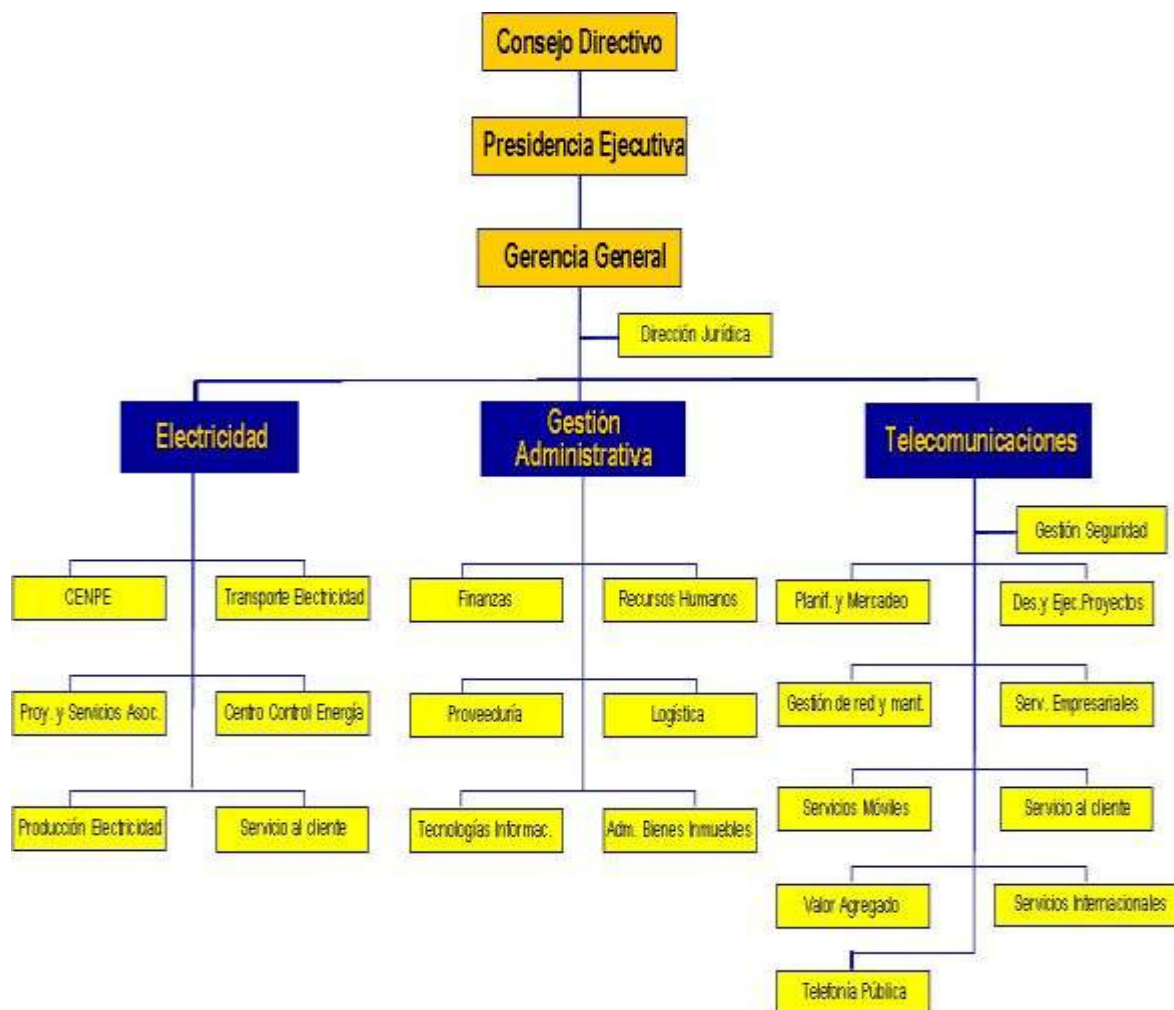 Consejo Directivo
Presidencia Ejecutiva
Gerencia General
Dirección Jurídica
Electricidad
Gestión
Administrativa
Telecomunicaciones
Gestión Seguridad
CENPE
Transporte Electricidad
Finanzas
Recursos Humanos
Planif. y Mercadeo
Des.y Ejec.Proyectos
Proy. y Servicios Asoc.
Centro Control Energía
Proveeduría
Logística
Gestión de red y mant.
Serv. Empresariales
Producción Electricidad
Servicio al cliente
Tecnologías Informac.
Adm. Bienes Inmuebles
Servicios Móviles
Servicio al cliente
Valor Agregado
Servicios Internacionales
Telefonía Pública